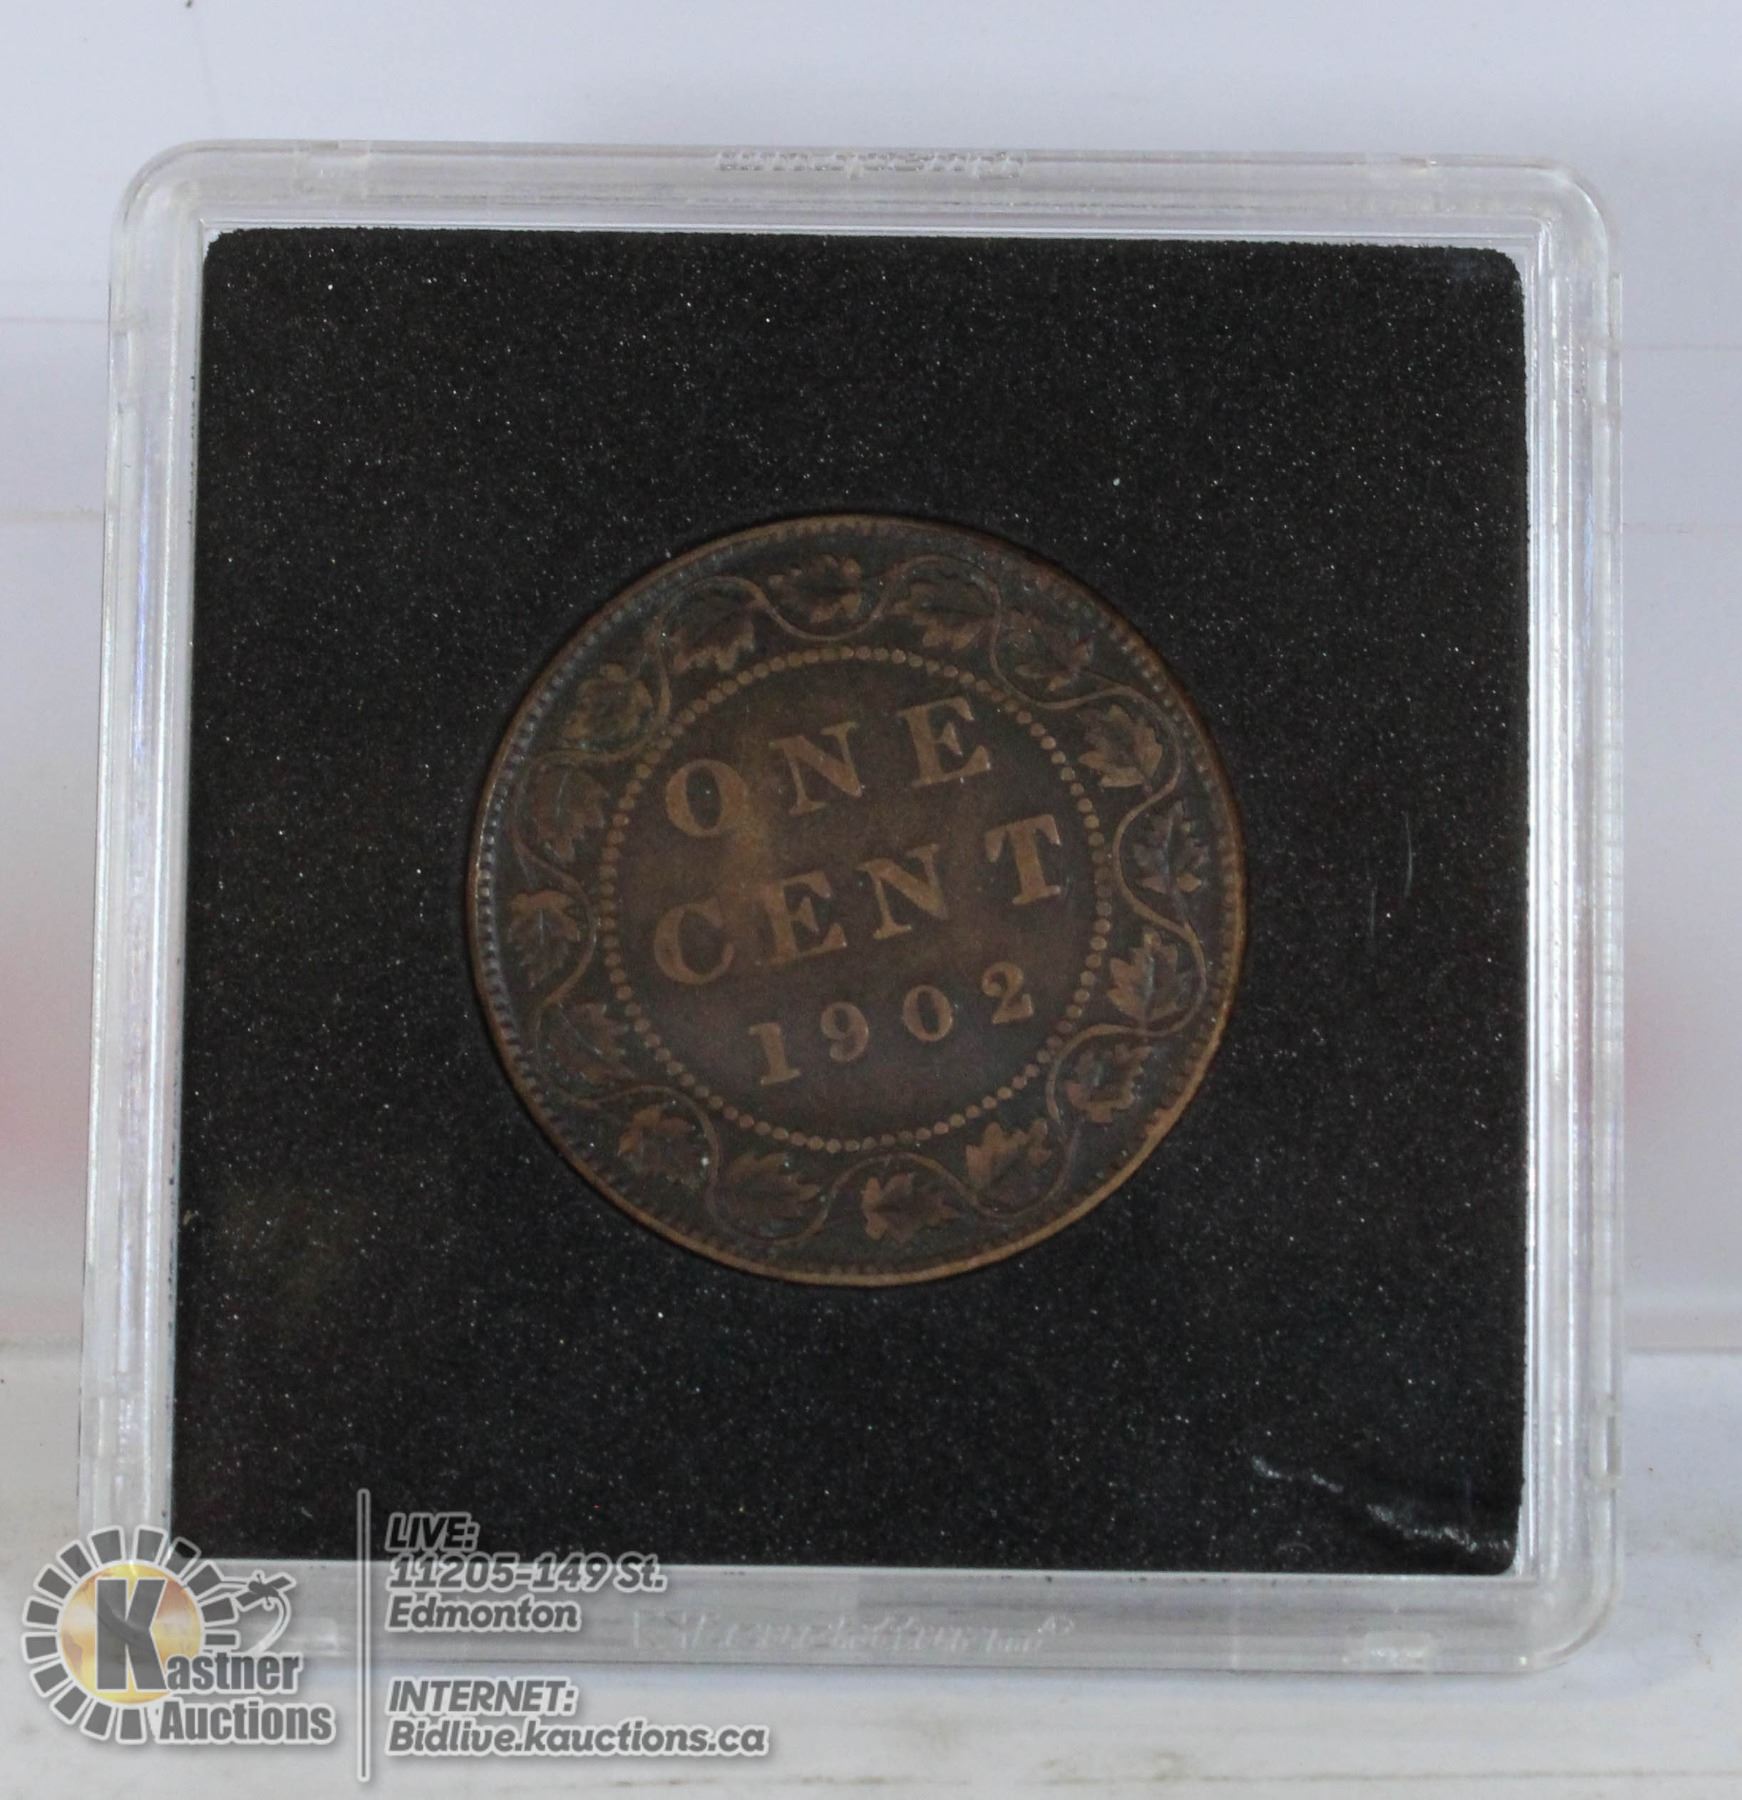 ONE
CENT
1902
Kastner
Auctions
LIVE:
11205-149 St.
Edmonton
INTERNET:
Bidlive.kauctions.ca